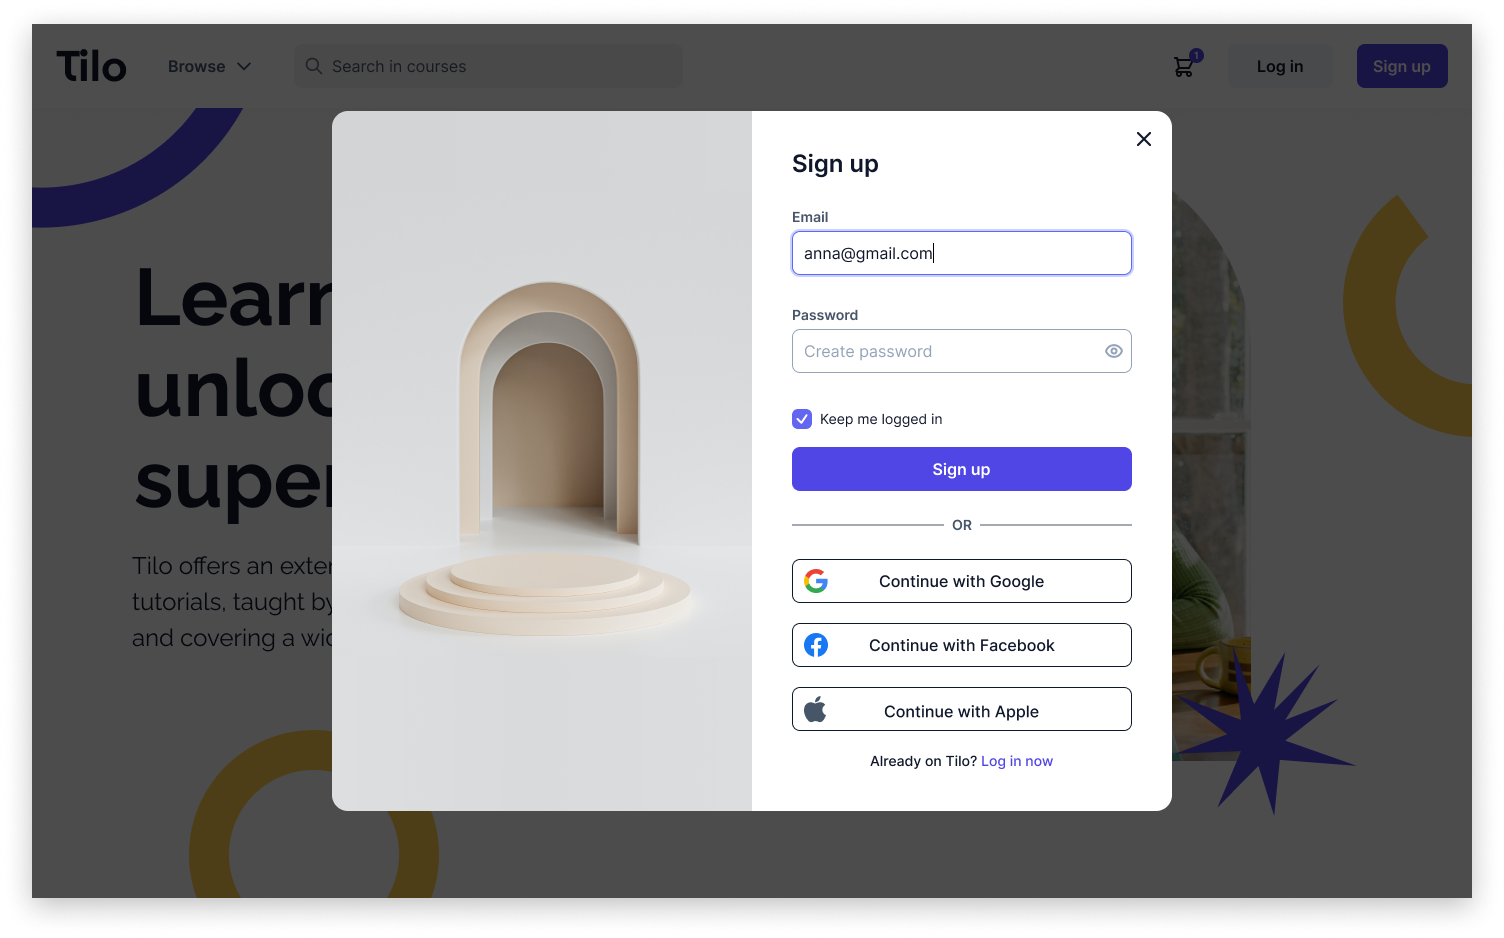 Tilo
Browse
Search in courses
1
Log in
Sign up
Learn
unloc
super
Tilo offers an exter
tutorials, taught by
and covering a wid
Sign up
Email
anna@gmail.com
Password
Create password
Keep me logged in
Sign up
OR
Continue with Google
Continue with Facebook
Continue with Apple
Already on Tilo? Log in now